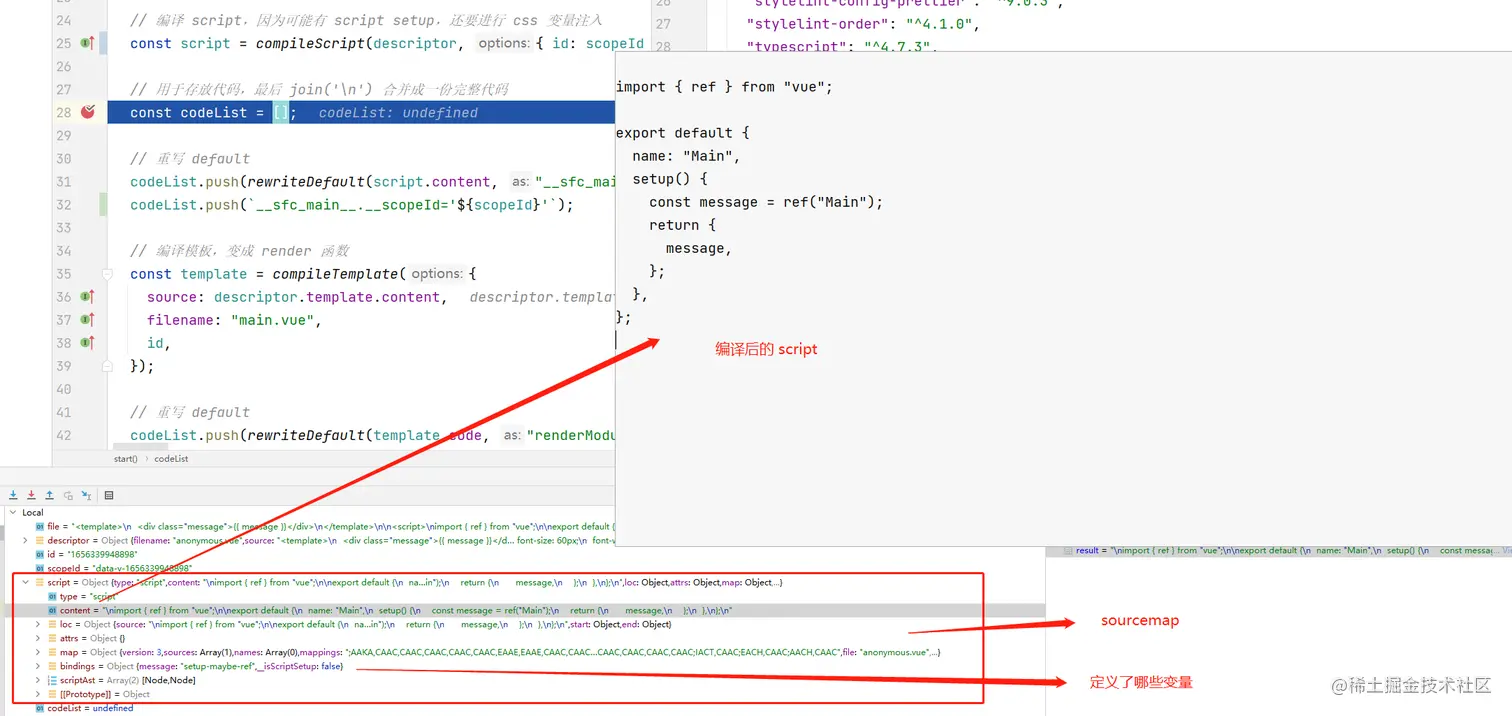 24 // 编译 script，因为可能有 script setup，还要进行 css 变量注入
25 const script = compileScript(descriptor, options: { id: scopeId
26
27 // 用于存放代码，最后 join('\n') 合并成一份完整代码
28 const codeList = []; codeList: undefined
29
30 // 重写 default
31 codeList.push(rewriteDefault(script.content, as: "__sfc_mai
32 codeList.push(`__sfc_main__.__scopeId='${scopeId}'`);
33
34 // 编译模板，变成 render 函数
35 const template = compileTemplate( options: {
36 source: descriptor.template.content, descriptor.templat
37 filename: "main.vue",
38 id,
39 });
40
41 // 重写 default
42 codeList.push(rewriteDefault(template.code, as: "renderModu
start() › codeList
26 "stylelint-config-prettier": "^9.0.3",
27 "stylelint-order": "^4.1.0",
28 "typescript": "^4.7.3",
import { ref } from "vue";
export default {
name: "Main",
setup() {
const message = ref("Main");
return {
message,
};
},
};
编译后的 script
Local
file = "<template>\n <div class="message">{{ message }}</div>\n</template>\n\n<script>\nimport { ref } from "vue";\n\nexport default {
descriptor = Object {filename: "anonymous.vue",source: "<template>\n <div class="message">{{ message }}</d... font-size: 60px;\n font-w
id = "1656339948898"
scopeId = "data-v-1656339948898"
script = Object {type: "script",content: "\nimport { ref } from "vue";\n\nexport default {\n na...in");\n return {\n message,\n };\n },\n};\n",loc: Object,attrs: Object,map: Object,...}
type = "script"
content = "\nimport { ref } from "vue";\n\nexport default {\n name: "Main",\n setup() {\n const message = ref("Main");\n return {\n message,\n };\n },\n};\n"
loc = Object {source: "\nimport { ref } from "vue";\n\nexport default {\n na...in");\n return {\n message,\n };\n },\n};\n",start: Object,end: Object}
attrs = Object {}
map = Object {version: 3,sources: Array(1),names: Array(0),mappings: ";AAKA,CAAC,CAAC,CAAC,CAAC,CAAC,EAAE,EAAE,CAAC,CAAC...CAAC,CAAC,CAAC,CAAC;IACT,CAAC;EACH,CAAC;AACH,CAAC",file: "anonymous.vue",...}
bindings = Object {message: "setup-maybe-ref",__isScriptSetup: false}
scriptAst = Array(2) [Node,Node]
[[Prototype]] = Object
codeList = undefined
result = "\nimport { ref } from "vue";\n\nexport default {\n name: "Main",\n setup() {\n const messag... Vi
sourcemap
定义了哪些变量
@稀土掘金技术社区